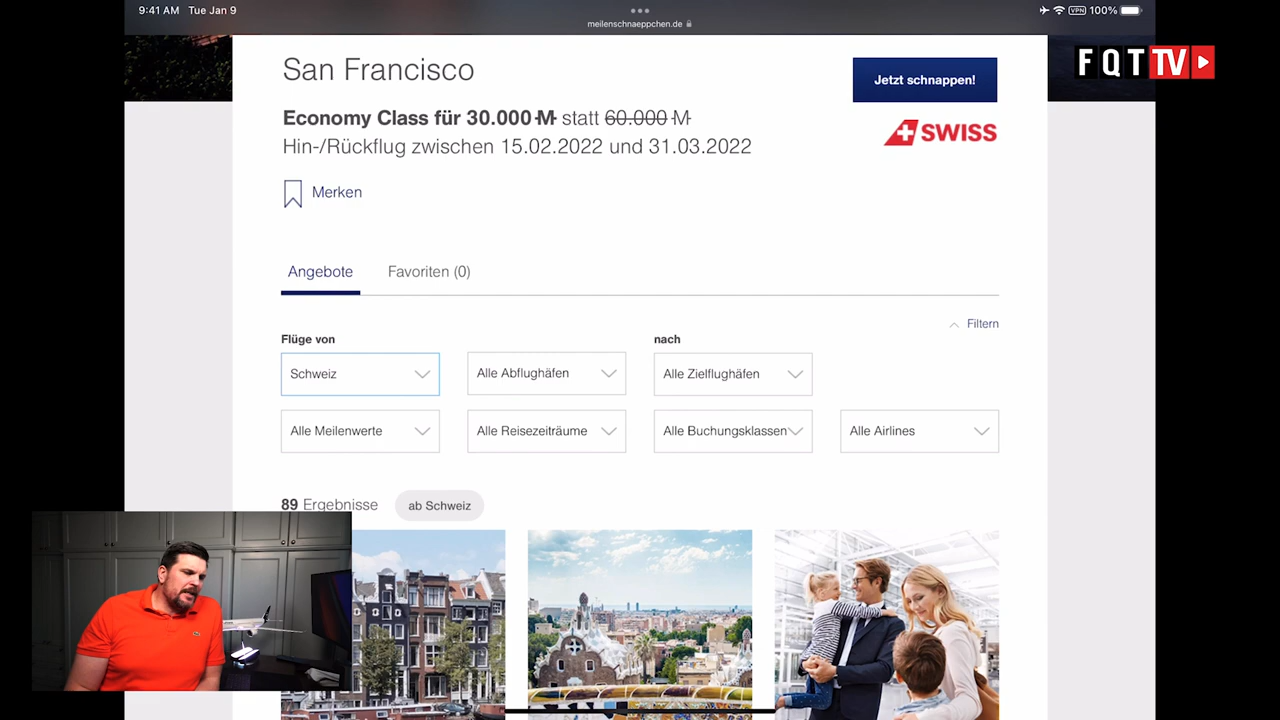 9:41 AM Tue Jan 9
meilenschnaeppchen.de
VPN 100%
FQT TV
San Francisco
Jetzt schnappen!
Economy Class für 30.000 M statt 60.000 M
SWISS
Hin-/Rückflug zwischen 15.02.2022 und 31.03.2022
Merken
Angebote Favoriten (0)
Filtern
Flüge von nach
Schweiz Alle Abflughäfen Alle Zielflughäfen
Alle Meilenwerte Alle Reisezeiträume Alle Buchungsklassen Alle Airlines
89 Ergebnisse ab Schweiz